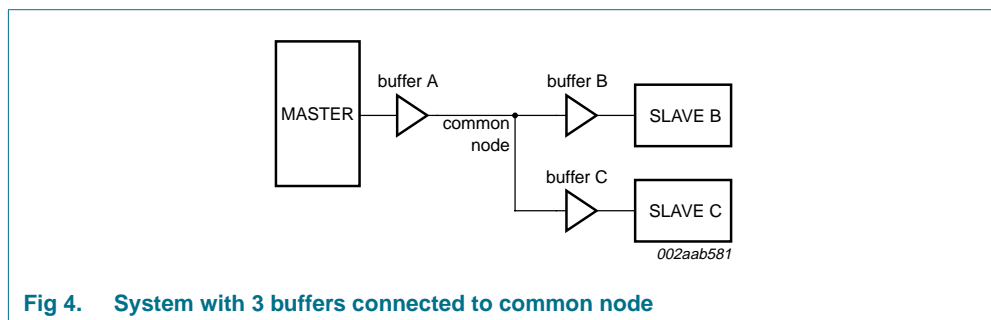 MASTER
buffer A
common
node
buffer B
SLAVE B
buffer C
SLAVE C
002aab581
Fig 4. System with 3 buffers connected to common node